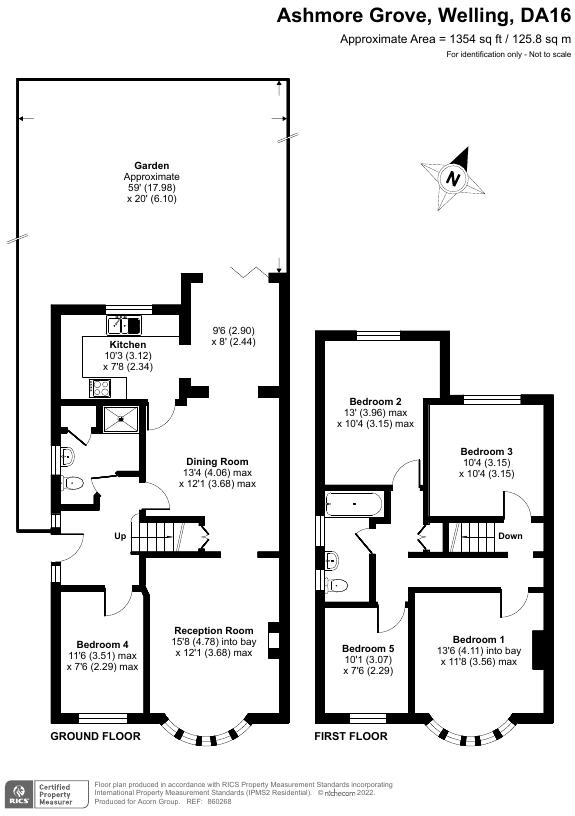 Ashmore Grove, Welling, DA16
Approximate Area = 1354 sq ft / 125.8 sq m
For identification only - Not to scale
Garden
Approximate
59' (17.98)
x 20' (6.10)
N
9'6 (2.90)
x 8' (2.44)
Kitchen
10'3 (3.12)
x 7'8 (2.34)
Dining Room
13'4 (4.06) max
x 12'1 (3.68) max
Up
Reception Room
15'8 (4.78) into bay
x 12'1 (3.68) max
Bedroom 4
11'6 (3.51) max
x 7'6 (2.29) max
GROUND FLOOR
Bedroom 2
13' (3.96) max
x 10'4 (3.15) max
Bedroom 3
10'4 (3.15)
x 10'4 (3.15)
Down
Bedroom 5
10'1 (3.07)
x 7'6 (2.29)
Bedroom 1
13'6 (4.11) into bay
x 11'8 (3.56) max
FIRST FLOOR
RICS
Certified
Property
Measurer
Floor plan produced in accordance with RICS Property Measurement Standards incorporating
International Property Measurement Standards (IPMS2 Residential). © nichecom 2022.
Produced for Acorn Group. REF: 860268